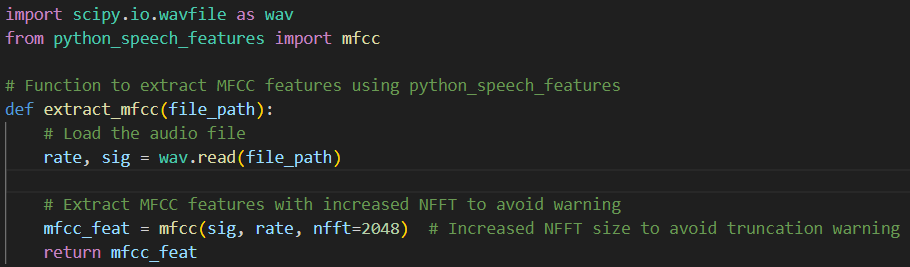 import scipy.io.wavfile as wav
from python_speech_features import mfcc

# Function to extract MFCC features using python_speech_features
def extract_mfcc(file_path):
    # Load the audio file
    rate, sig = wav.read(file_path)

    # Extract MFCC features with increased NFFT to avoid warning
    mfcc_feat = mfcc(sig, rate, nfft=2048)  # Increased NFFT size to avoid truncation warning
    return mfcc_feat